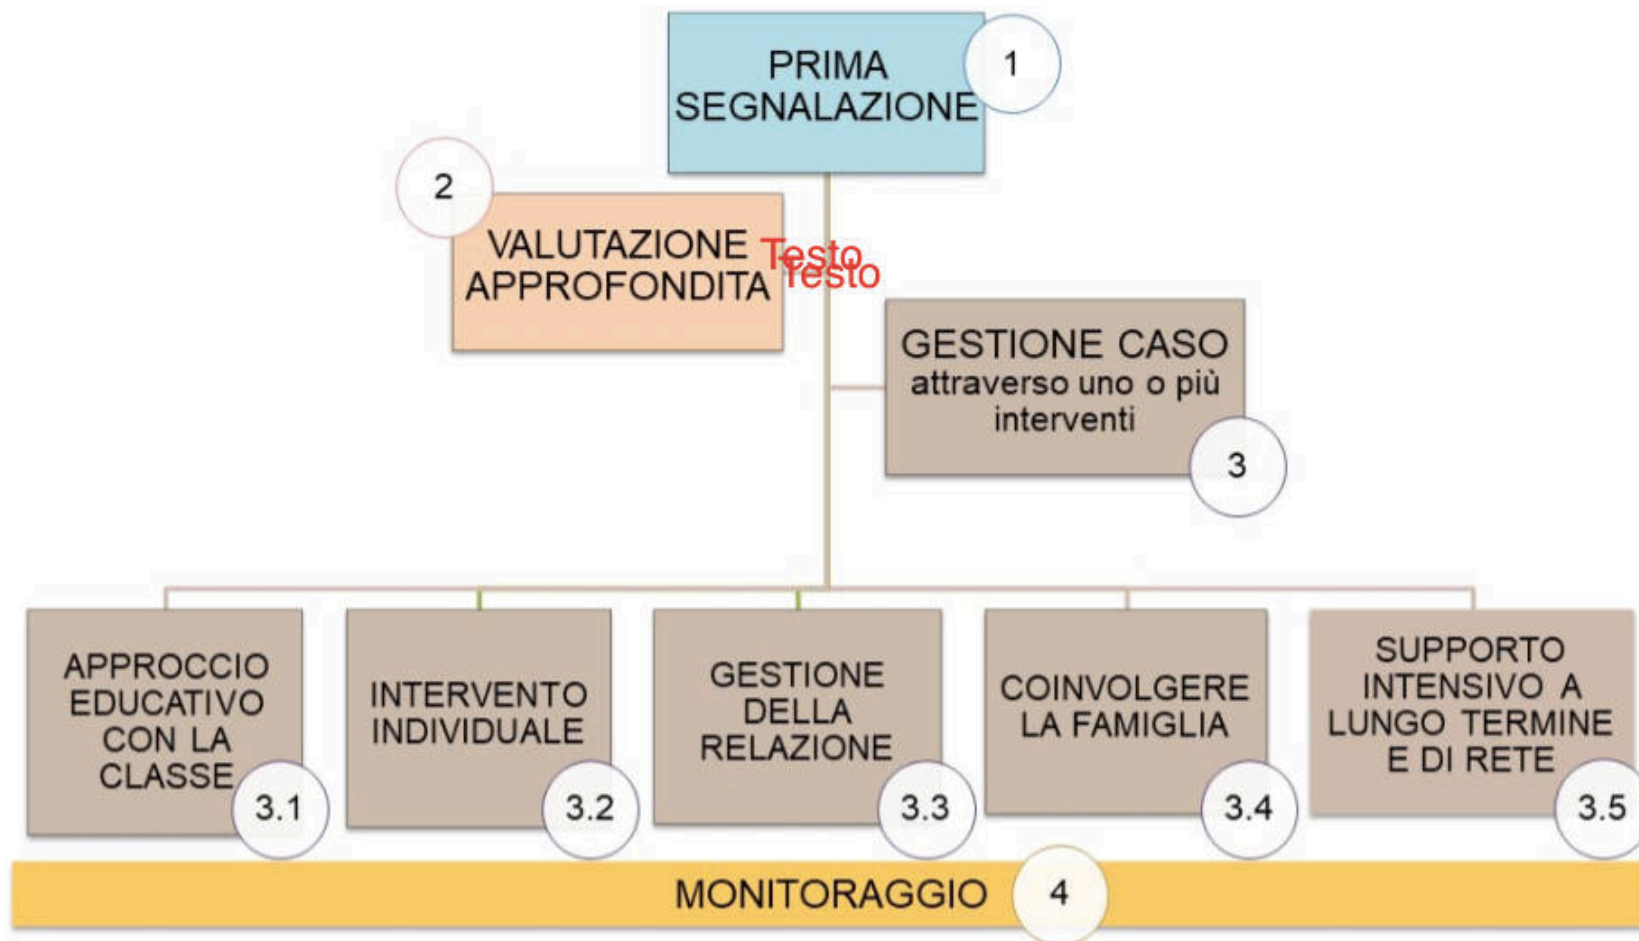 PRIMA
SEGNALAZIONE
1
2
VALUTAZIONE
APPROFONDITA
Testo
Testo
GESTIONE CASO
attraverso uno o più
interventi
3
APPROCCIO
EDUCATIVO
CON LA
CLASSE
3.1
INTERVENTO
INDIVIDUALE
3.2
GESTIONE
DELLA
RELAZIONE
3.3
COINVOLGERE
LA FAMIGLIA
3.4
SUPPORTO
INTENSIVO A
LUNGO TERMINE
E DI RETE
3.5
MONITORAGGIO
4